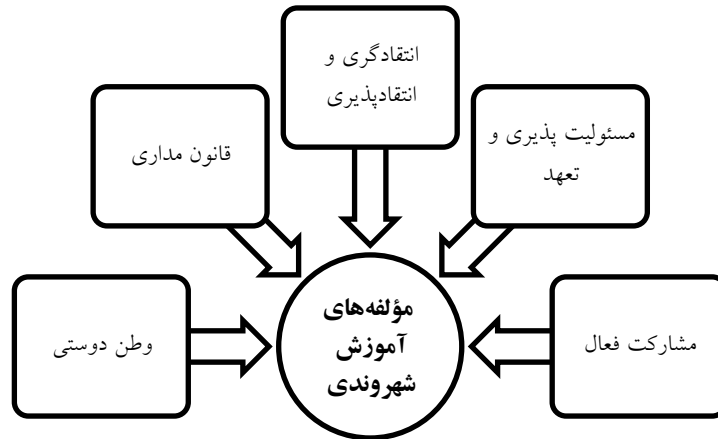 انتقادگری و
انتقادپذیری
مسئولیت پذیری و
تعهد
قانون مداری
مؤلفه‌های
آموزش
شهروندی
مشارکت فعال
وطن دوستی